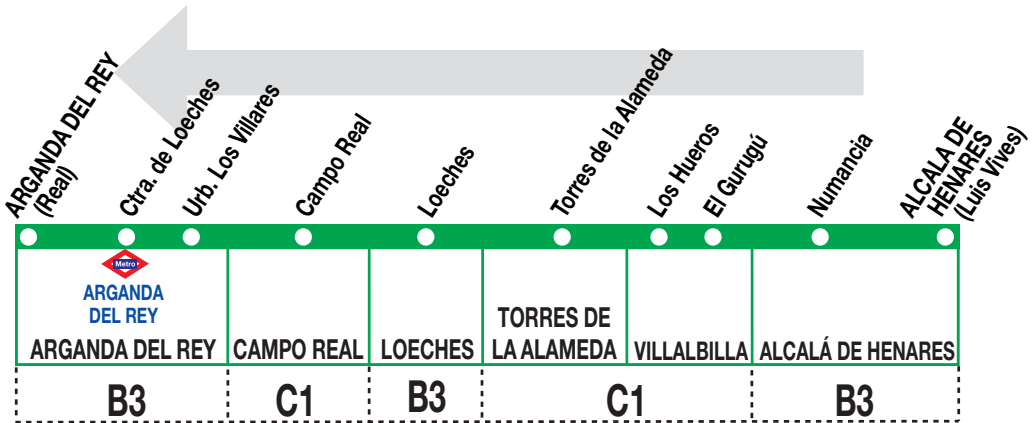 ARGANDA DEL REY
(Real)
Ctra. de Loeches
Urb. Los Villares
Campo Real
Loeches
Torres de la Alameda
Los Hueros
El Gurugú
Numancia
ALCALA DE
HENARES
(Luis Vives)
Metro
ARGANDA
DEL REY
ARGANDA DEL REY
CAMPO REAL
LOECHES
TORRES DE
LA ALAMEDA
VILLALBILLA
ALCALÁ DE HENARES
B3
C1
B3
C1
B3